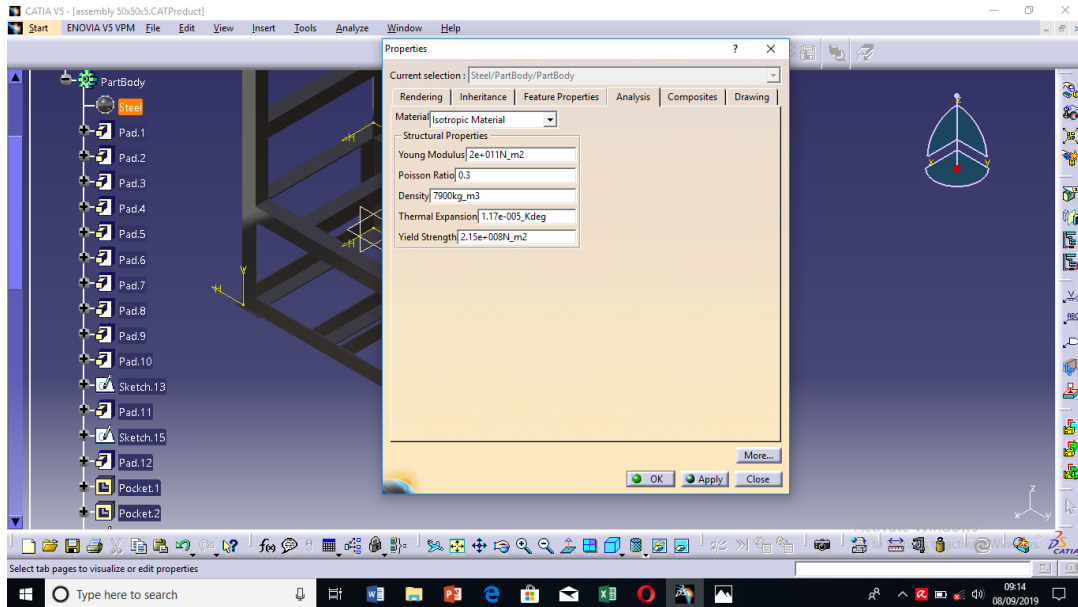 CATIA V5 - [assembly 50x50x5.CATProduct]
Start ENOVIA V5 VPM File Edit View Insert Tools Analyze Window Help
Properties
Current selection : Steel/PartBody/PartBody
Rendering Inheritance Feature Properties Analysis Composites Drawing
Material Isotropic Material
Structural Properties
Young Modulus 2e+011N_m2
Poisson Ratio 0.3
Density 7900kg_m3
Thermal Expansion 1.17e-005_Kdeg
Yield Strength 2.15e+008N_m2
More...
OK Apply Close
PartBody
Steel
Pad.1
Pad.2
Pad.3
Pad.4
Pad.5
Pad.6
Pad.7
Pad.8
Pad.9
Pad.10
Sketch.13
Pad.11
Sketch.15
Pad.12
Pocket.1
Pocket.2
H
V
H
H
z
x
y
Activate Windows
CATIA
Select tab pages to visualize or edit properties
Type here to search
09:14
08/09/2019